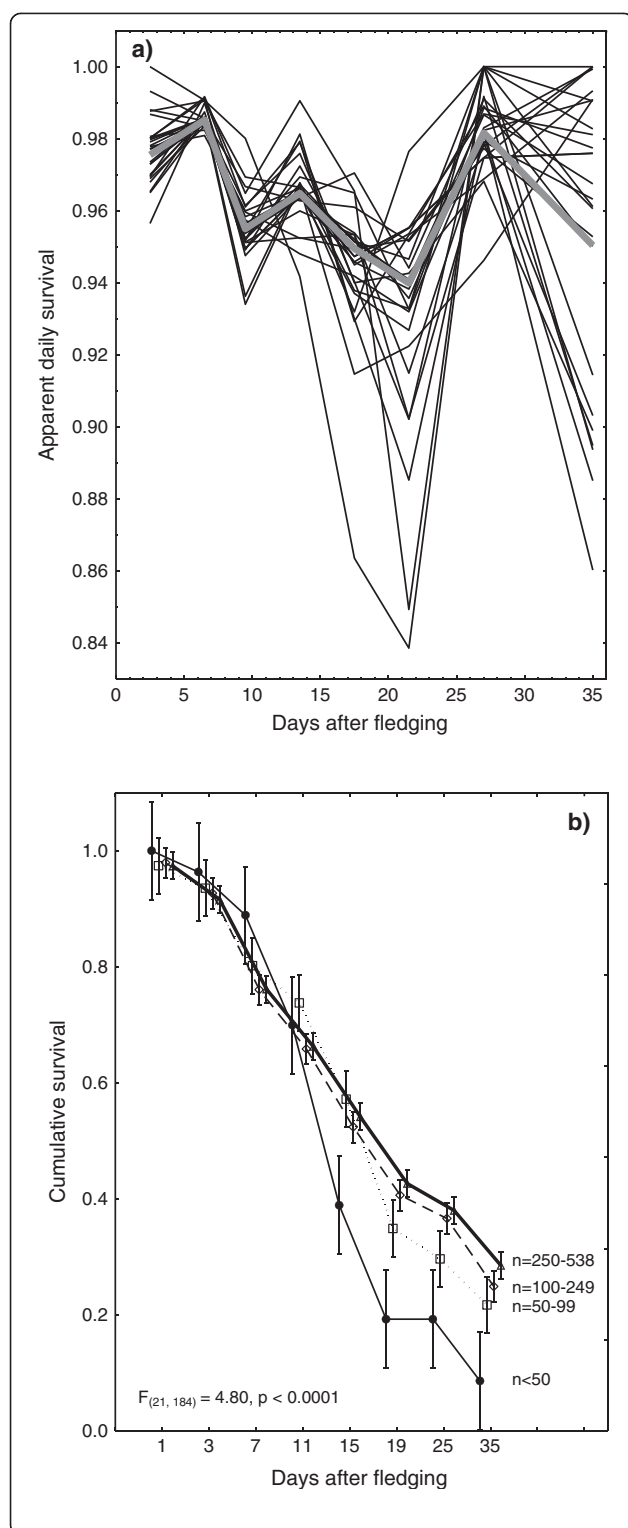 a)
1.00
0.98
0.96
0.94
0.92
0.90
0.88
0.86
0.84
Apparent daily survival
0 5 10 15 20 25 30 35
Days after fledging
b)
1.0
0.8
0.6
0.4
0.2
0.0
Cumulative survival
n=250-538
n=100-249
n=50-99
n<50
F(21, 184) = 4.80, p < 0.0001
1 3 7 11 15 19 25 35
Days after fledging